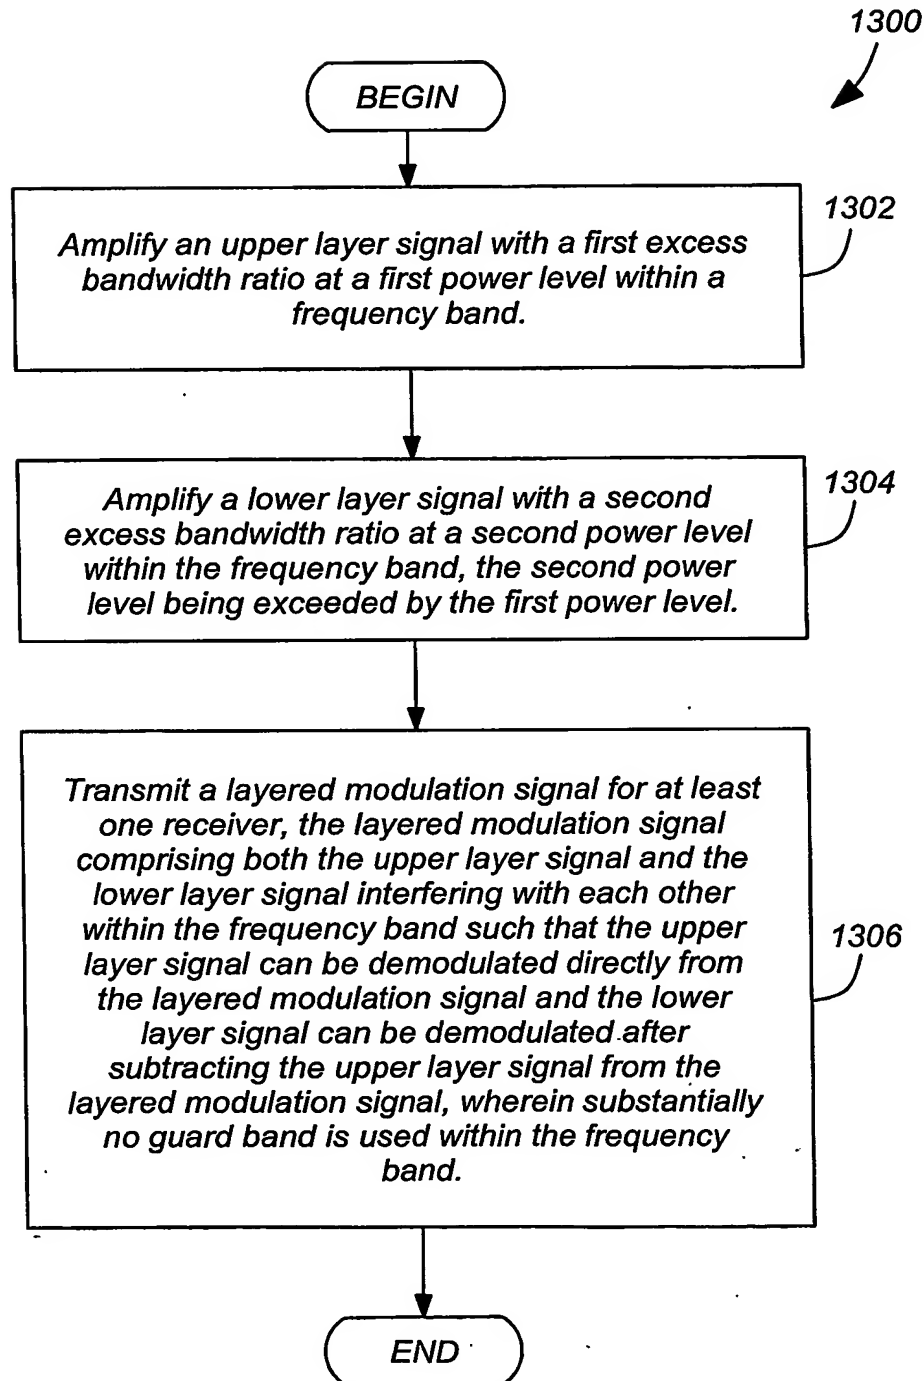 1300
BEGIN
1302
Amplify an upper layer signal with a first excess
bandwidth ratio at a first power level within a
frequency band.
1304
Amplify a lower layer signal with a second
excess bandwidth ratio at a second power level
within the frequency band, the second power
level being exceeded by the first power level.
Transmit a layered modulation signal for at least
one receiver, the layered modulation signal
comprising both the upper layer signal and the
lower layer signal interfering with each other
within the frequency band such that the upper
layer signal can be demodulated directly from
the layered modulation signal and the lower
layer signal can be demodulated after
subtracting the upper layer signal from the
layered modulation signal, wherein substantially
no guard band is used within the frequency
band.
1306
END